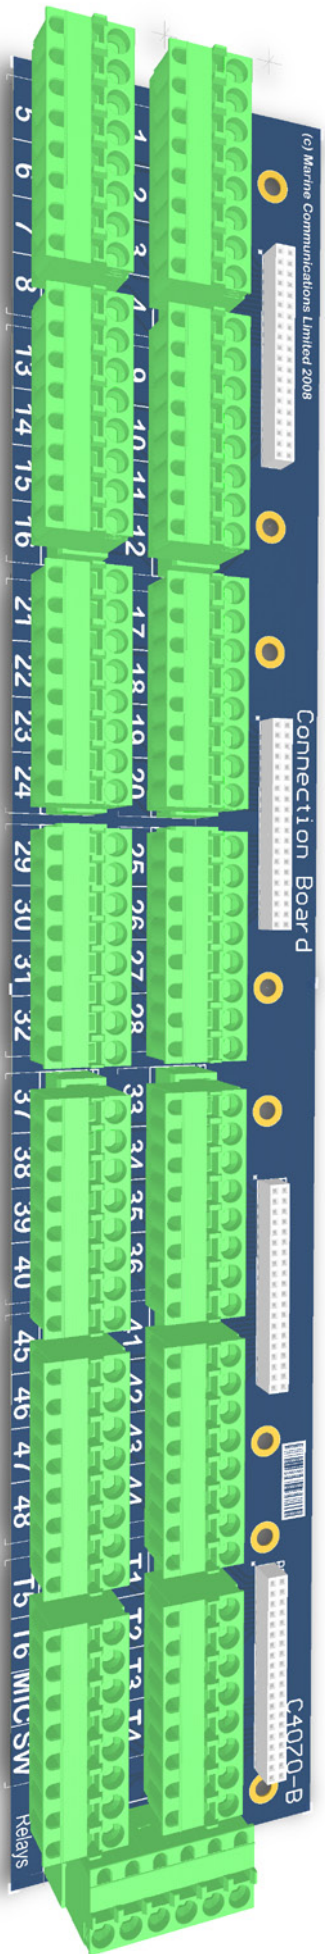 (c) Marine Communications Limited 2008
Connection Board
C4070-B
1 2 3 4
9 10 11 12
17 18 19 20
25 26 27 28
33 34 35 36
41 42 43 44
T1 T2 T3 T4
5 6 7 8
13 14 15 16
21 22 23 24
29 30 31 32
37 38 39 40
45 46 47 48
T5 T6 MIC SW
Relays